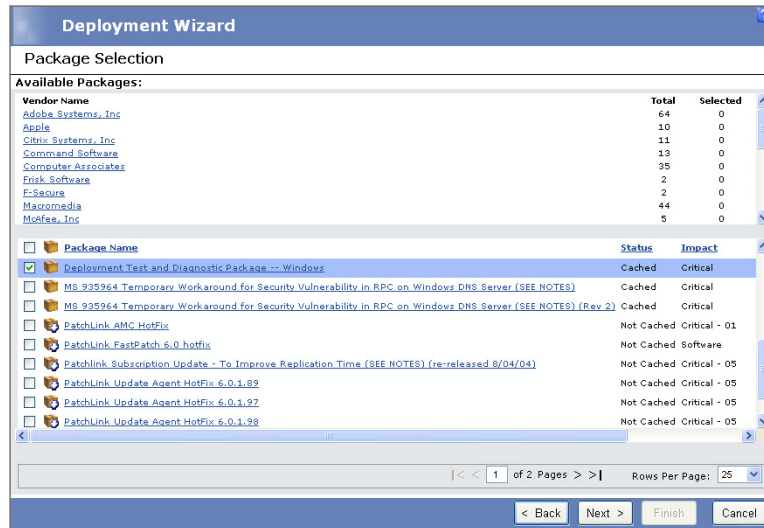 Deployment Wizard
?
Package Selection
Available Packages:
Vendor Name Total Selected
Adobe Systems, Inc 64 0
Apple 10 0
Citrix Systems, Inc 11 0
Command Software 13 0
Computer Associates 35 0
Frisk Software 2 0
F-Secure 2 0
Macromedia 44 0
McAfee, Inc 5 0
Package Name Status Impact
Deployment Test and Diagnostic Package -- Windows Cached Critical
MS 935964 Temporary Workaround for Security Vulnerability in RPC on Windows DNS Server (SEE NOTES) Cached Critical
MS 935964 Temporary Workaround for Security Vulnerability in RPC on Windows DNS Server (SEE NOTES) (Rev 2) Cached Critical
PatchLink AMC HotFix Not Cached Critical - 01
PatchLink FastPatch 6.0 hotfix Not Cached Software
Patchlink Subscription Update - To Improve Replication Time (SEE NOTES) (re-released 8/04/04) Not Cached Critical - 05
PatchLink Update Agent HotFix 6.0.1.89 Not Cached Critical - 05
PatchLink Update Agent HotFix 6.0.1.97 Not Cached Critical - 05
PatchLink Update Agent HotFix 6.0.1.98 Not Cached Critical - 05
|< < 1 of 2 Pages > >| Rows Per Page: 25
< Back Next > Finish Cancel